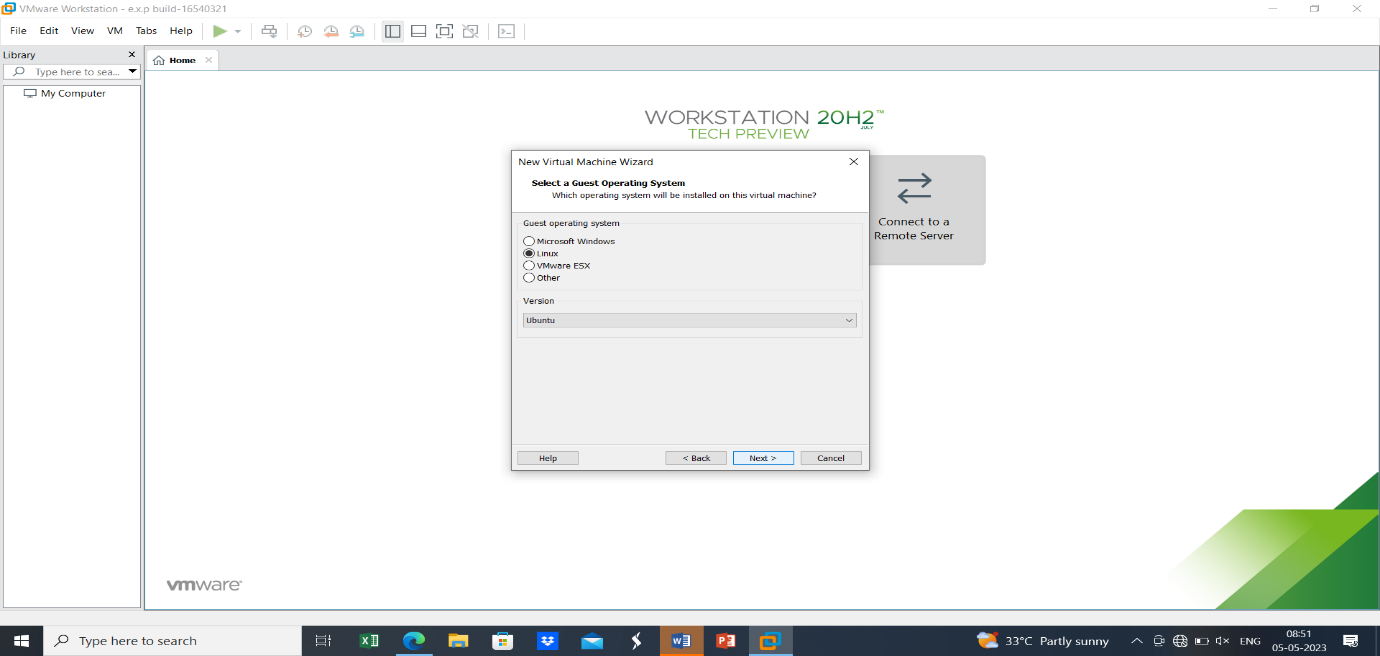 VMware Workstation - e.x.p build-16540321
File Edit View VM Tabs Help
Library
Type here to sea...
My Computer
Home
WORKSTATION 20H2™
JULY
TECH PREVIEW
New Virtual Machine Wizard
Select a Guest Operating System
Which operating system will be installed on this virtual machine?
Guest operating system
Microsoft Windows
Linux
VMware ESX
Other
Version
Ubuntu
Help < Back Next > Cancel
Connect to a
Remote Server
vmware
Type here to search
33°C Partly sunny
ENG
08:51
05-05-2023